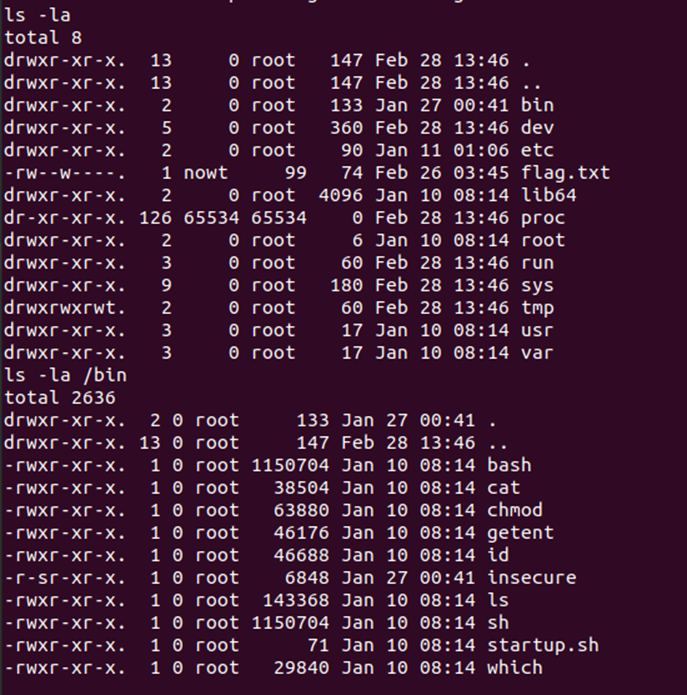 ls -la
total 8
drwxr-xr-x.  13     0 root   147 Feb 28 13:46 .
drwxr-xr-x.  13     0 root   147 Feb 28 13:46 ..
drwxr-xr-x.   2     0 root   133 Jan 27 00:41 bin
drwxr-xr-x.   5     0 root   360 Feb 28 13:46 dev
drwxr-xr-x.   2     0 root    90 Jan 11 01:06 etc
-rw--w----.   1 nowt     99    74 Feb 26 03:45 flag.txt
drwxr-xr-x.   2     0 root  4096 Jan 10 08:14 lib64
dr-xr-xr-x. 126 65534 65534     0 Feb 28 13:46 proc
drwxr-xr-x.   2     0 root     6 Jan 10 08:14 root
drwxr-xr-x.   3     0 root    60 Feb 28 13:46 run
drwxr-xr-x.   9     0 root   180 Feb 28 13:46 sys
drwxrwxrwt.   2     0 root    60 Feb 28 13:46 tmp
drwxr-xr-x.   3     0 root    17 Jan 10 08:14 usr
drwxr-xr-x.   3     0 root    17 Jan 10 08:14 var
ls -la /bin
total 2636
drwxr-xr-x.  2 0 root     133 Jan 27 00:41 .
drwxr-xr-x. 13 0 root     147 Feb 28 13:46 ..
-rwxr-xr-x.  1 0 root 1150704 Jan 10 08:14 bash
-rwxr-xr-x.  1 0 root   38504 Jan 10 08:14 cat
-rwxr-xr-x.  1 0 root   63880 Jan 10 08:14 chmod
-rwxr-xr-x.  1 0 root   46176 Jan 10 08:14 getent
-rwxr-xr-x.  1 0 root   46688 Jan 10 08:14 id
-r-sr-xr-x.  1 0 root    6848 Jan 27 00:41 insecure
-rwxr-xr-x.  1 0 root  143368 Jan 10 08:14 ls
-rwxr-xr-x.  1 0 root 1150704 Jan 10 08:14 sh
-rwxr-xr-x.  1 0 root      71 Jan 10 08:14 startup.sh
-rwxr-xr-x.  1 0 root   29840 Jan 10 08:14 which